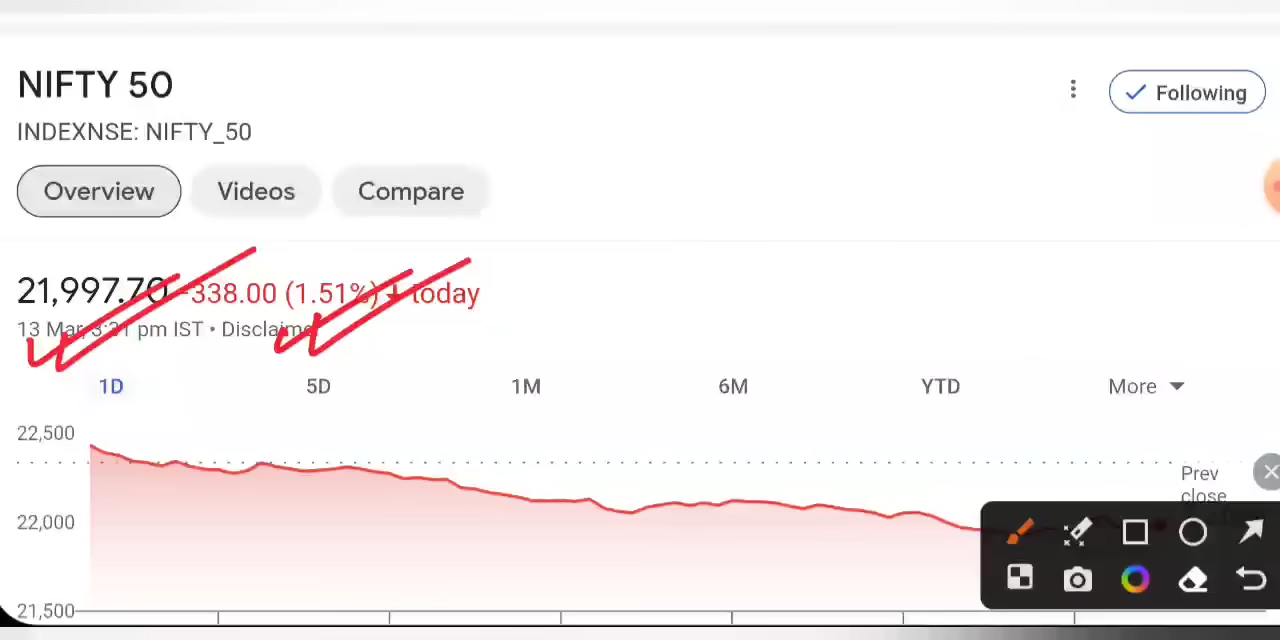 NIFTY 50
Following
INDEXNSE: NIFTY_50
Overview Videos Compare
21,997.70 -338.00 (1.51%) ↓ today
13 Mar, 3:31 pm IST • Disclaimer
1D 5D 1M 6M YTD More
22,500
Prev
close
22,000
21,500